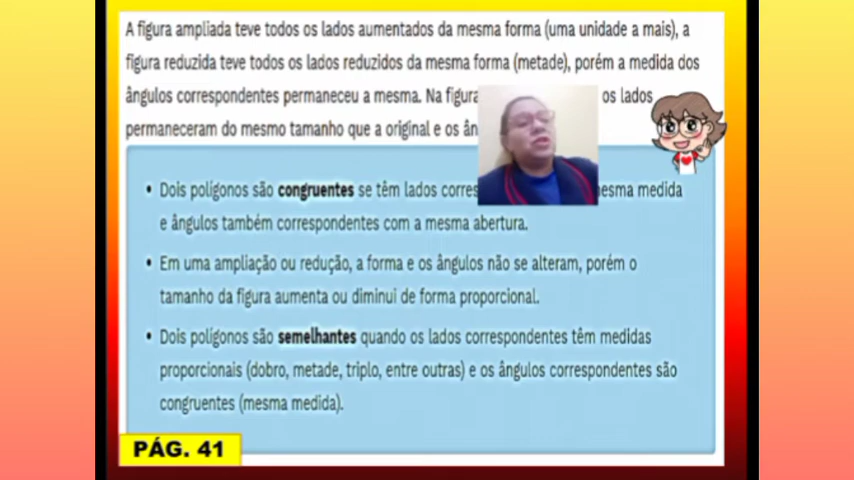 A figura ampliada teve todos os lados aumentados da mesma forma (uma unidade a mais), a
figura reduzida teve todos os lados reduzidos da mesma forma (metade), porém a medida dos
ângulos correspondentes permaneceu a mesma. Na figura os lados
permaneceram do mesmo tamanho que a original e os
• Dois polígonos são congruentes se têm lados medida
e ângulos também correspondentes com a mesma abertura.
• Em uma ampliação ou redução, a forma e os ângulos não se alteram, porém o
tamanho da figura aumenta ou diminui de forma proporcional.
• Dois polígonos são semelhantes quando os lados correspondentes têm medidas
proporcionais (dobro, metade, triplo, entre outras) e os ângulos correspondentes são
congruentes (mesma medida).
PÁG. 41